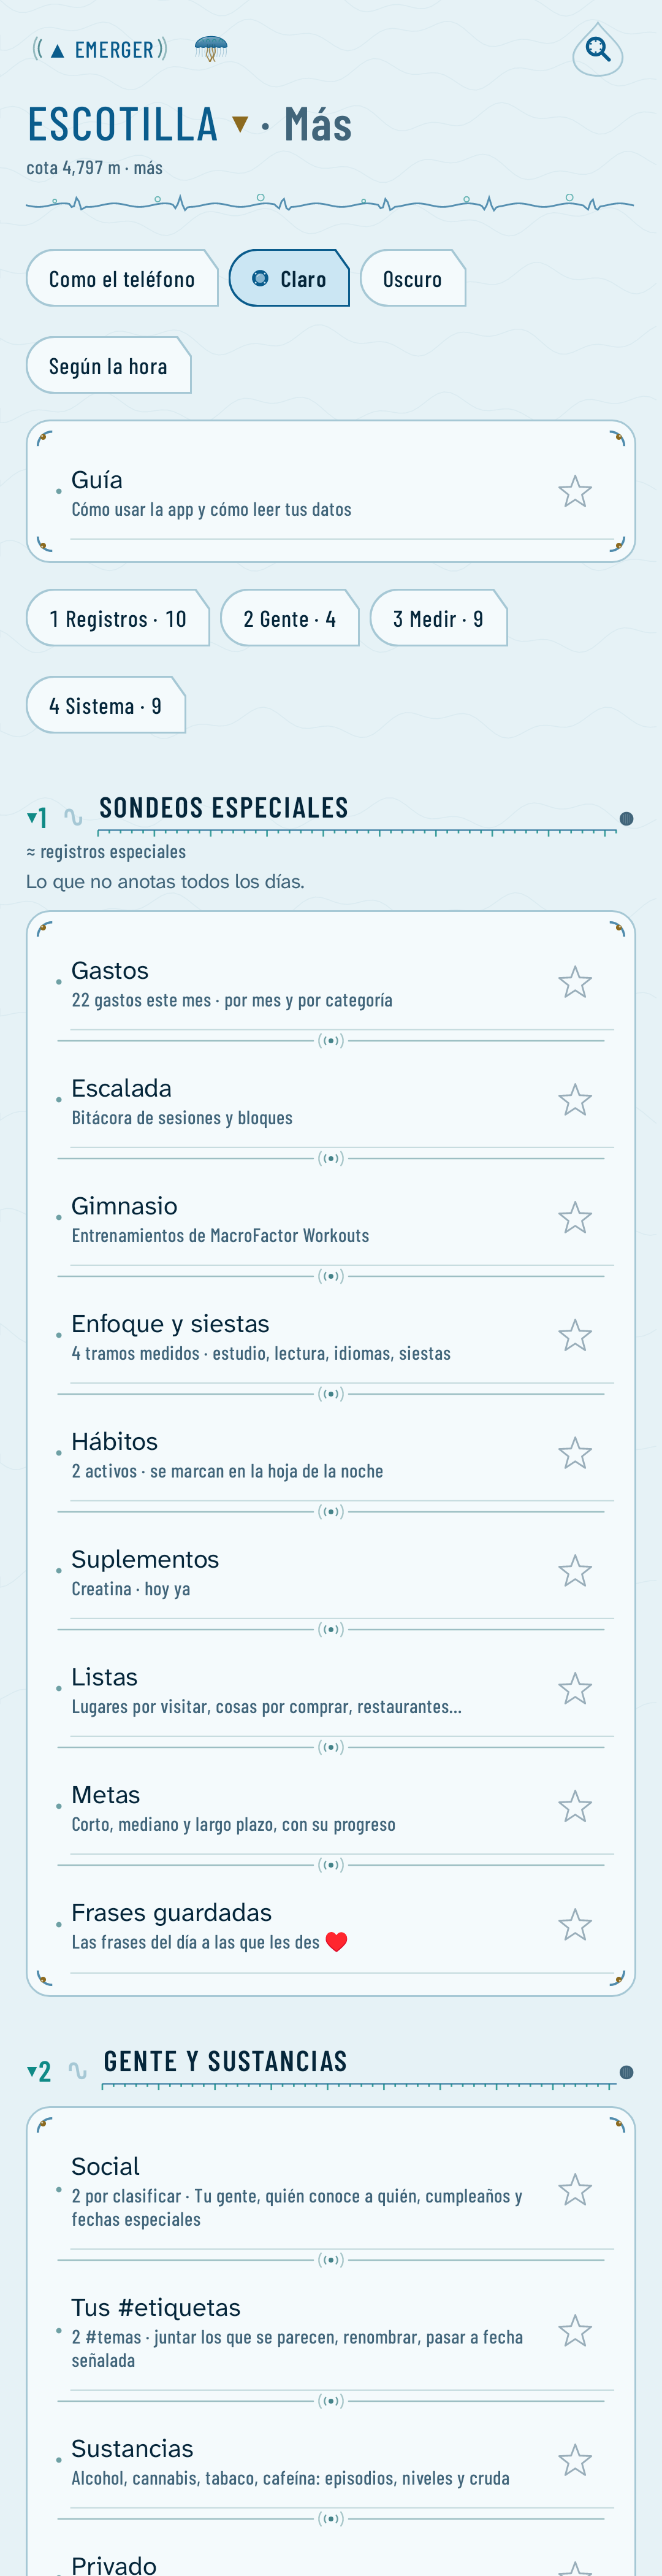 ▲ EMERGER
ESCOTILLA ▼ · Más
cota 4,797 m · más
Como el teléfono
Claro
Oscuro
Según la hora
Guía
Cómo usar la app y cómo leer tus datos
1 Registros · 10
2 Gente · 4
3 Medir · 9
4 Sistema · 9
▼1 SONDEOS ESPECIALES
≈ registros especiales
Lo que no anotas todos los días.
Gastos
22 gastos este mes · por mes y por categoría
Escalada
Bitácora de sesiones y bloques
Gimnasio
Entrenamientos de MacroFactor Workouts
Enfoque y siestas
4 tramos medidos · estudio, lectura, idiomas, siestas
Hábitos
2 activos · se marcan en la hoja de la noche
Suplementos
Creatina · hoy ya
Listas
Lugares por visitar, cosas por comprar, restaurantes…
Metas
Corto, mediano y largo plazo, con su progreso
Frases guardadas
Las frases del día a las que les des ❤️
▼2 GENTE Y SUSTANCIAS
Social
2 por clasificar · Tu gente, quién conoce a quién, cumpleaños y
fechas especiales
Tus #etiquetas
2 #temas · juntar los que se parecen, renombrar, pasar a fecha
señalada
Sustancias
Alcohol, cannabis, tabaco, cafeína: episodios, niveles y cruda
Privado